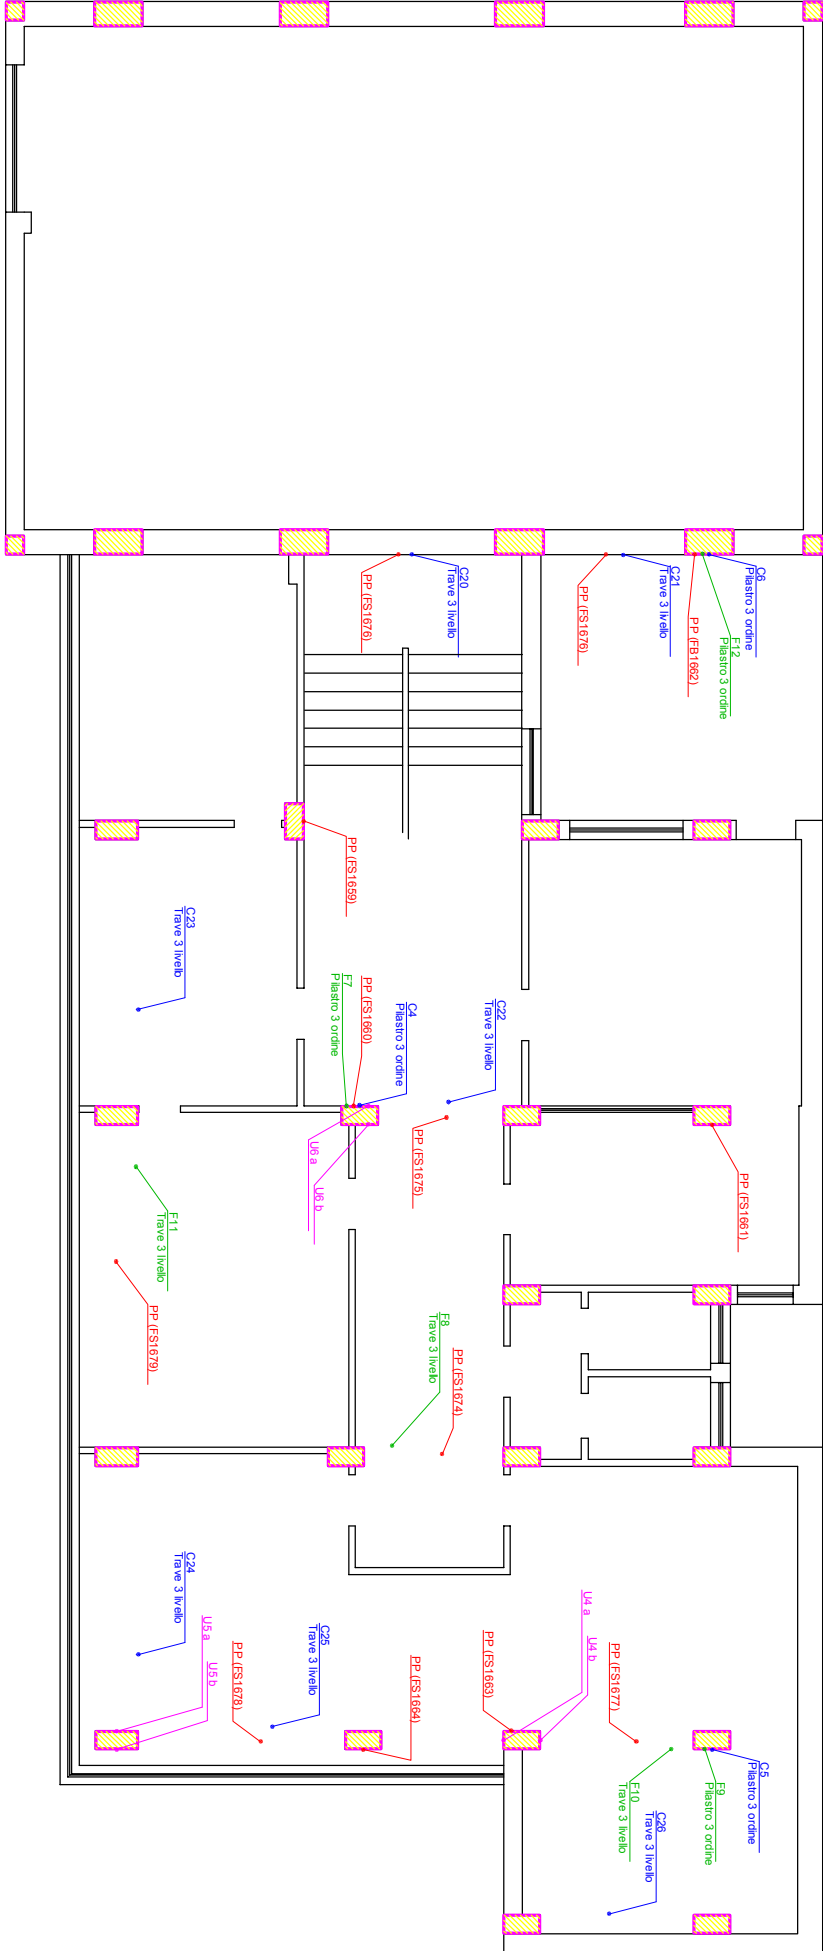 C6
Pilastro 3 ordine
F12
Pilastro 3 ordine
PP (FB1662)
C21
Trave 3 livello
PP (FS1676)
C20
Trave 3 livello
PP (FS1676)
PP (FS1659)
C23
Trave 3 livello
C22
Trave 3 livello
C4
Pilastro 3 ordine
PP (FS1660)
F7
Pilastro 3 ordine
PP (FS1675)
U6 a
U6 b
PP (FS1661)
F11
Trave 3 livello
PP (FS1679)
F8
Trave 3 livello
PP (FS1674)
C24
Trave 3 livello
U5 a
U5 b
PP (FS1678)
C25
Trave 3 livello
PP (FS1664)
PP (FS1663)
U4 a
U4 b
PP (FS1677)
C5
Pilastro 3 ordine
F9
Pilastro 3 ordine
F10
Trave 3 livello
C26
Trave 3 livello